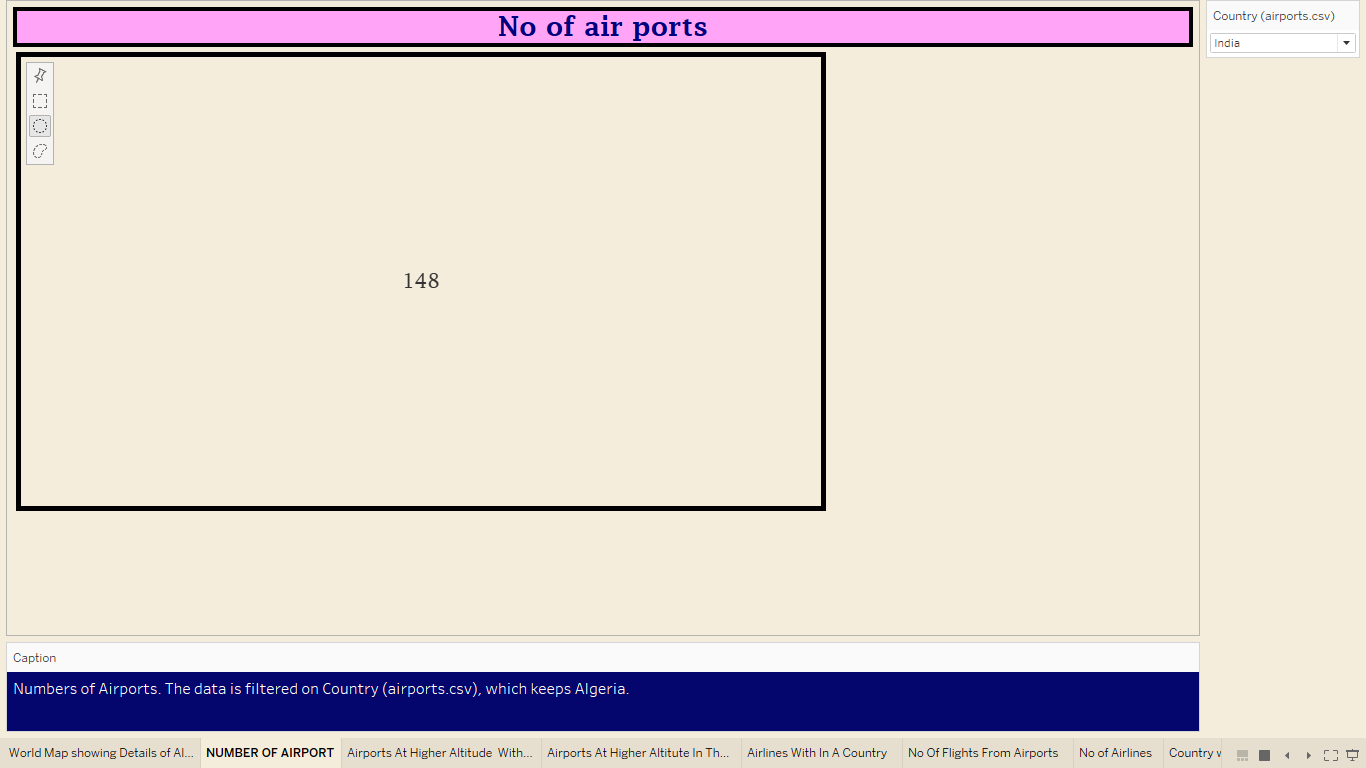 No of air ports
Country (airports.csv)
India
148
Caption
Numbers of Airports. The data is filtered on Country (airports.csv), which keeps Algeria.
World Map showing Details of Al...
NUMBER OF AIRPORT
Airports At Higher Altitude With...
Airports At Higher Altitute In Th...
Airlines With In A Country
No Of Flights From Airports
No of Airlines
Country w